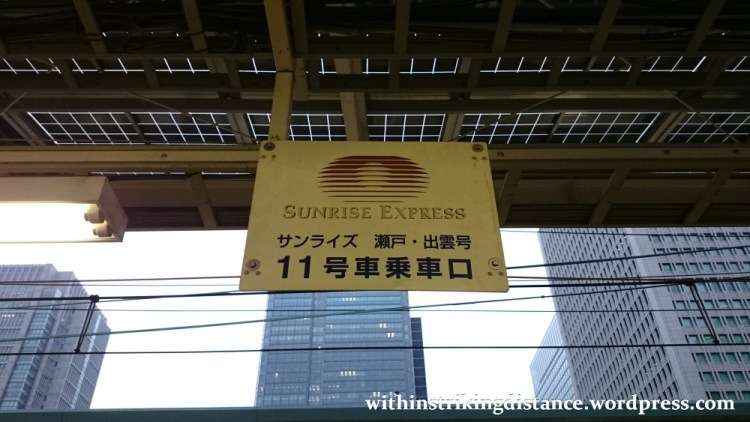 SUNRISE EXPRESS
サンライズ 瀬戸・出雲号
11号車乗車口
withinstrikingdistance.wordpress.com